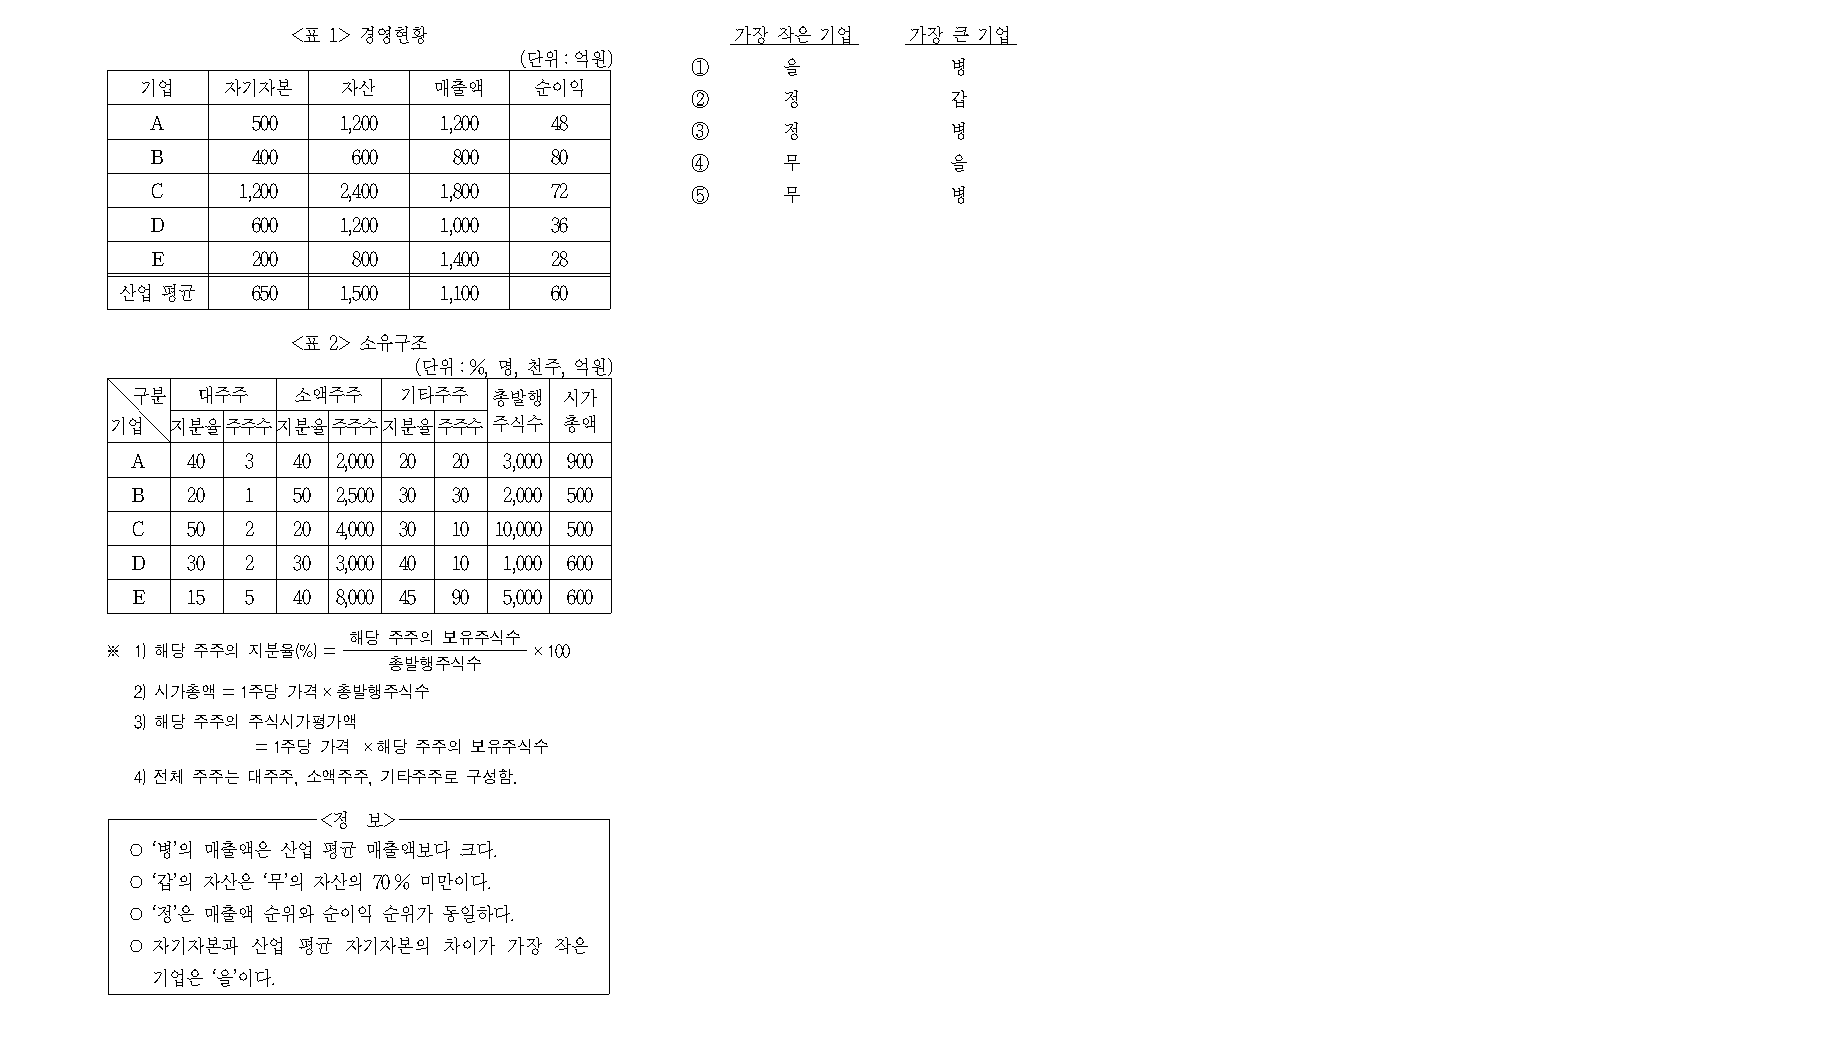 <표 1> 경영현황
(단위 : 억원)
기업 자기자본 자산 매출액 순이익
A 500 1,200 1,200 48
B 400 600 800 80
C 1,200 2,400 1,800 72
D 600 1,200 1,000 36
E 200 800 1,400 28
산업 평균 650 1,500 1,100 60
<표 2> 소유구조
(단위 : %, 명, 천주, 억원)
구분 대주주 소액주주 기타주주 총발행 시가
기업 지분율 주주수 지분율 주주수 지분율 주주수 주식수 총액
A 40 3 40 2,000 20 20 3,000 900
B 20 1 50 2,500 30 30 2,000 500
C 50 2 20 4,000 30 10 10,000 500
D 30 2 30 3,000 40 10 1,000 600
E 15 5 40 8,000 45 90 5,000 600
해당 주주의 보유주식수
※ 1) 해당 주주의 지분율(%) = × 100
총발행주식수
2) 시가총액 = 1주당 가격 × 총발행주식수
3) 해당 주주의 주식시가평가액
= 1주당 가격 × 해당 주주의 보유주식수
4) 전체 주주는 대주주, 소액주주, 기타주주로 구성함.
<정 보>
○ ‘병’의 매출액은 산업 평균 매출액보다 크다.
○ ‘갑’의 자산은 ‘무’의 자산의 70 % 미만이다.
○ ‘정’은 매출액 순위와 순이익 순위가 동일하다.
○ 자기자본과 산업 평균 자기자본의 차이가 가장 작은
기업은 ‘을’이다.
가장 작은 기업 가장 큰 기업
① 을 병
② 정 갑
③ 정 병
④ 무 을
⑤ 무 병